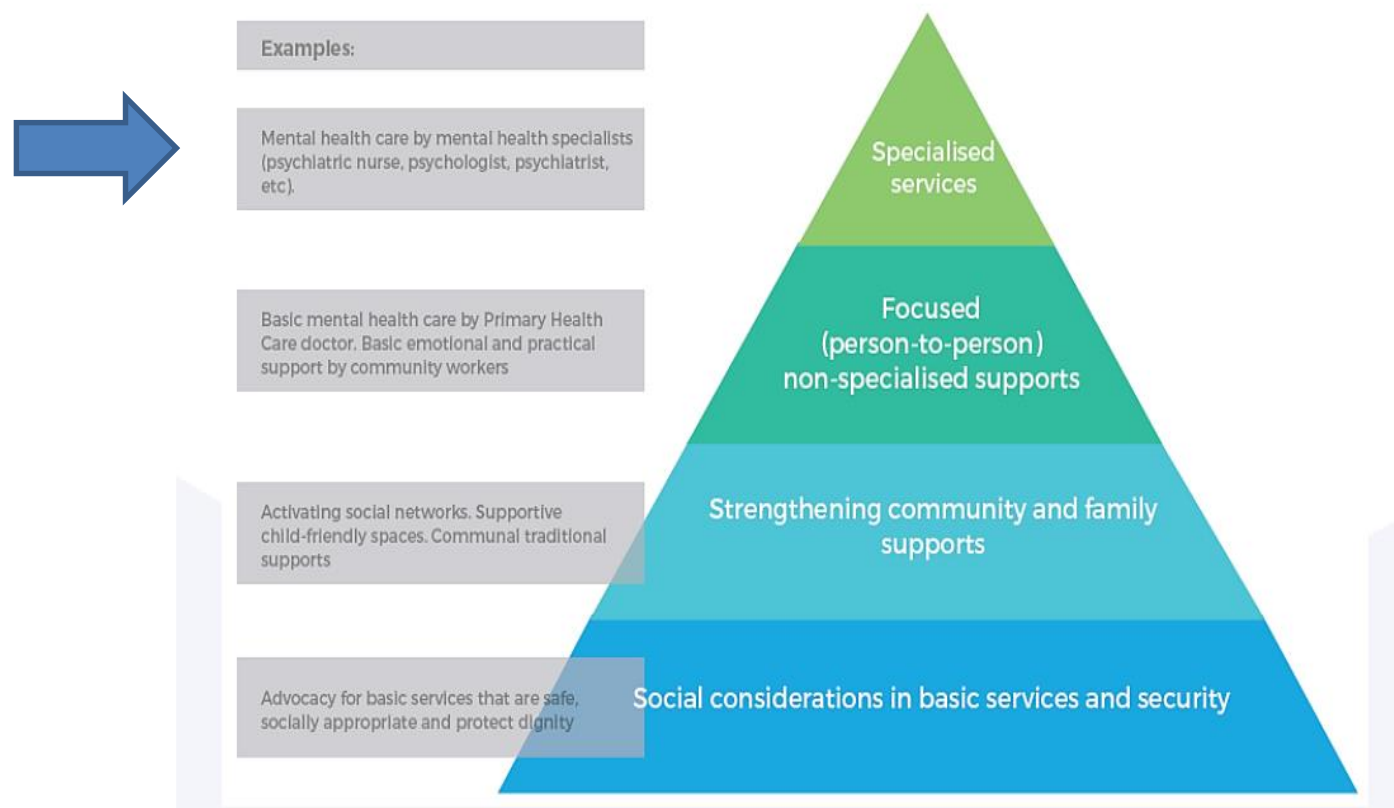 Examples:
Mental health care by mental health specialists
(psychiatric nurse, psychologist, psychiatrist,
etc).
Specialised
services
Basic mental health care by Primary Health
Care doctor. Basic emotional and practical
support by community workers
Focused
(person-to-person)
non-specialised supports
Activating social networks. Supportive
child-friendly spaces. Communal traditional
supports
Strengthening community and family
supports
Advocacy for basic services that are safe,
socially appropriate and protect dignity
Social considerations in basic services and security